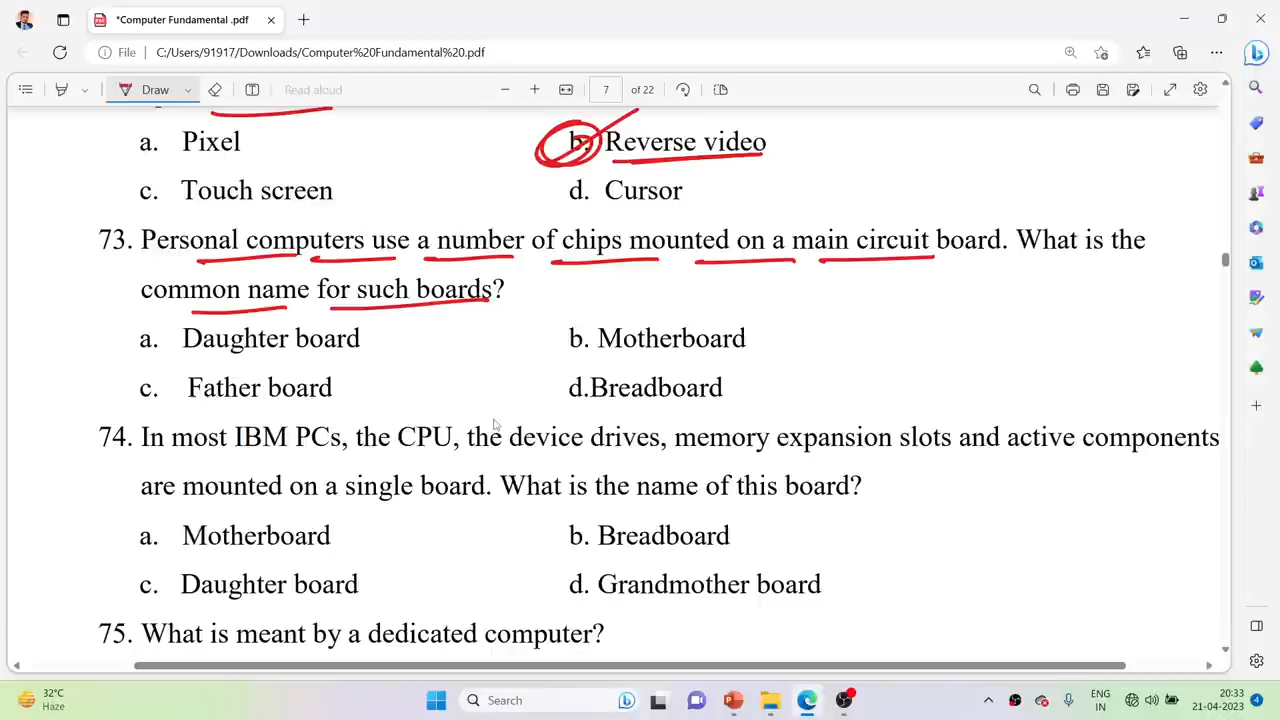 *Computer Fundamental .pdf
File
C:/Users/91917/Downloads/Computer%20Fundamental%20.pdf
Draw
Read aloud
7
of 22
a. Pixel
b. Reverse video
c. Touch screen
d. Cursor
73. Personal computers use a number of chips mounted on a main circuit board. What is the
common name for such boards?
a. Daughter board
b. Motherboard
c. Father board
d.Breadboard
74. In most IBM PCs, the CPU, the device drives, memory expansion slots and active components
are mounted on a single board. What is the name of this board?
a. Motherboard
b. Breadboard
c. Daughter board
d. Grandmother board
75. What is meant by a dedicated computer?
32°C
Haze
Search
ENG
IN
20:33
21-04-2023
4